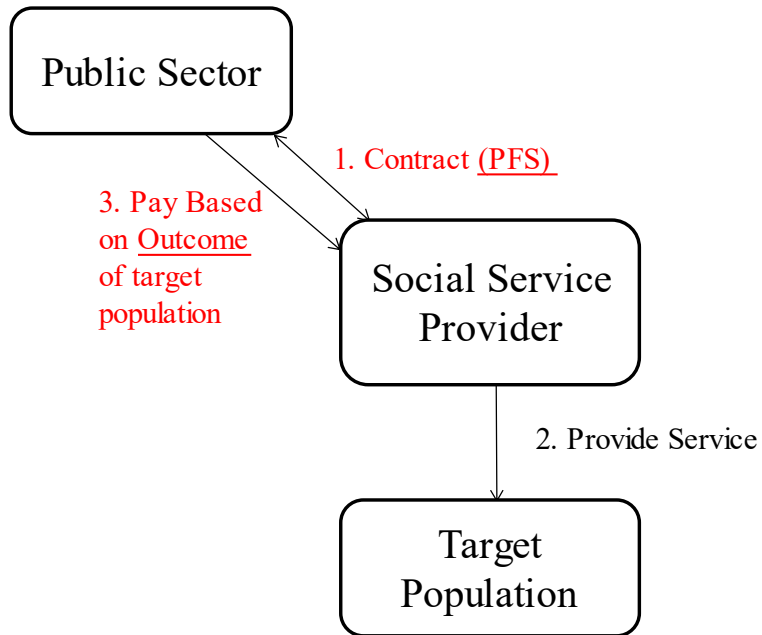 Public Sector
1. Contract (PFS)
3. Pay Based
on Outcome
of target
population
Social Service
Provider
2. Provide Service
Target
Population